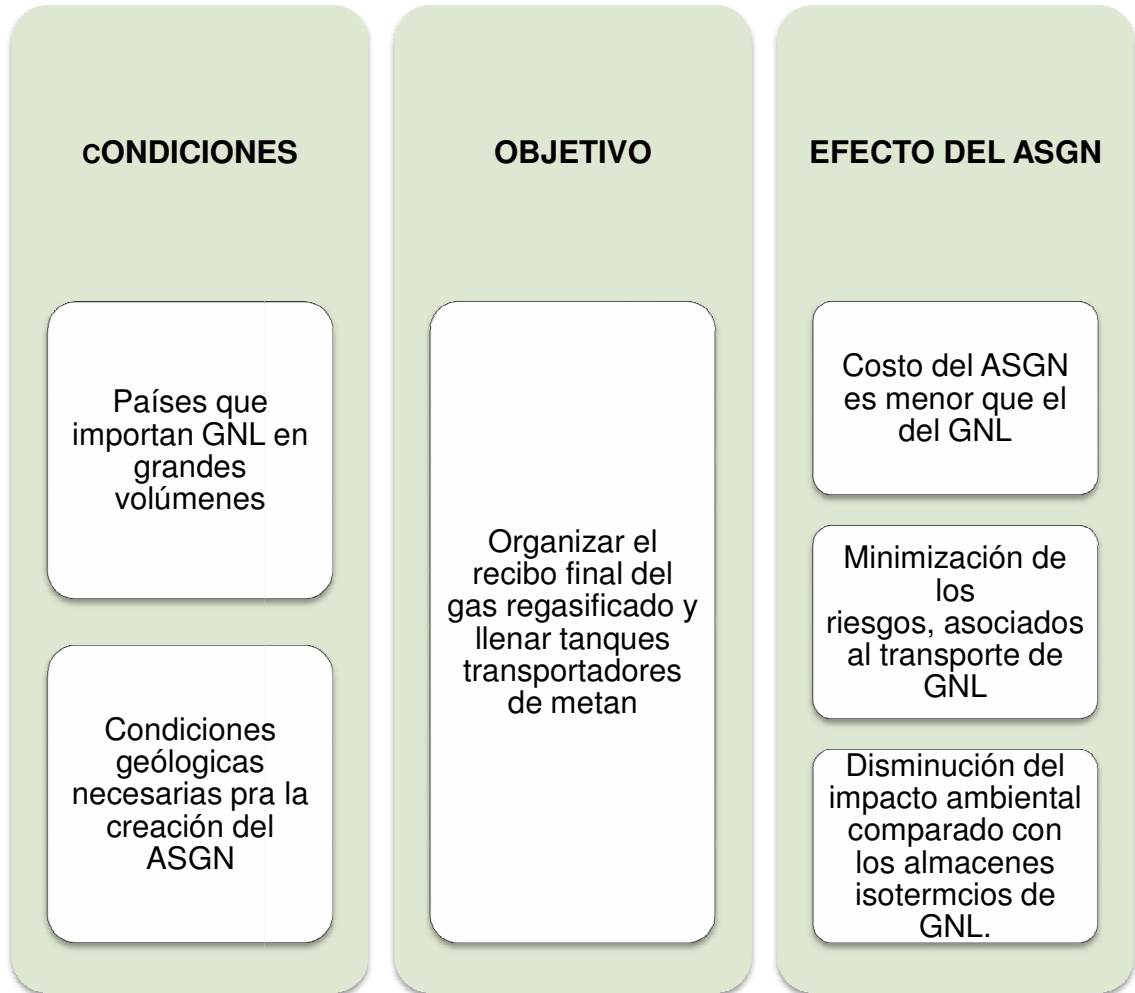 cONDICIONES
Países que
importan GNL en
grandes
volúmenes
Condiciones
geólogicas
necesarias pra la
creación del
ASGN
OBJETIVO
Organizar el
recibo final del
gas regasificado y
llenar tanques
transportadores
de metan
EFECTO DEL ASGN
Costo del ASGN
es menor que el
del GNL
Minimización de
los
riesgos, asociados
al transporte de
GNL
Disminución del
impacto ambiental
comparado con
los almacenes
isotermcios de
GNL.